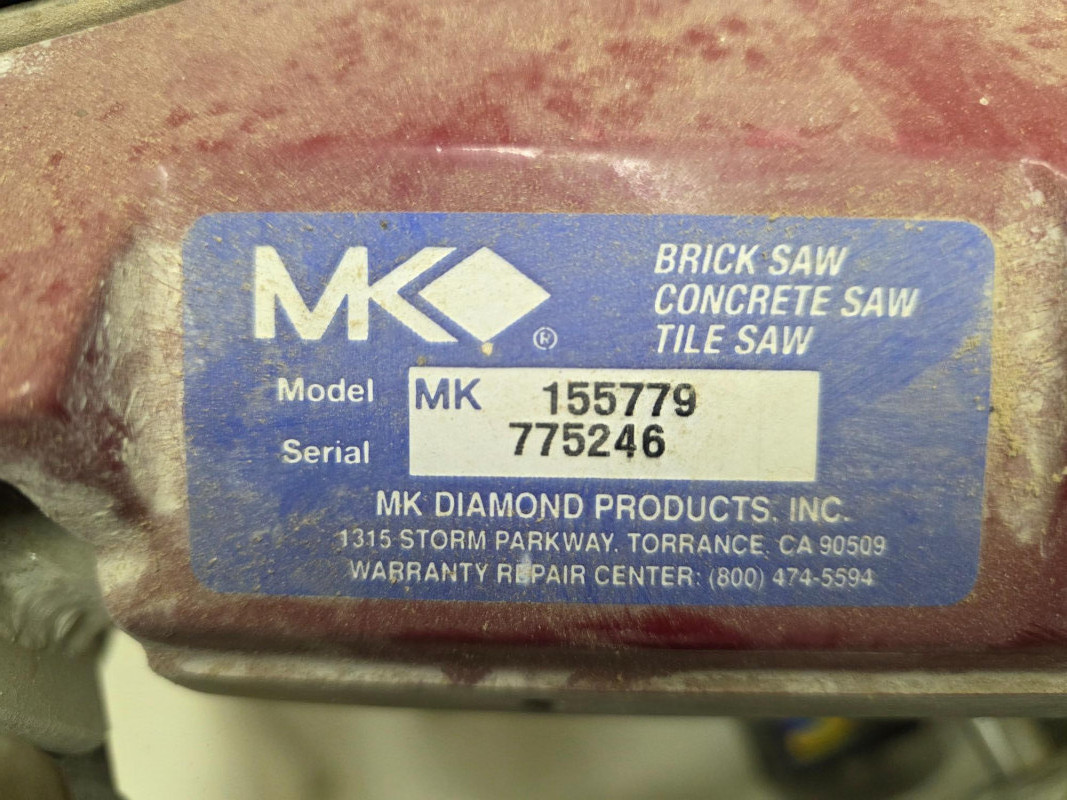 MK ®
BRICK SAW
CONCRETE SAW
TILE SAW
Model MK 155779
Serial 775246
MK DIAMOND PRODUCTS, INC.
1315 STORM PARKWAY, TORRANCE, CA 90509
WARRANTY REPAIR CENTER: (800) 474-5594